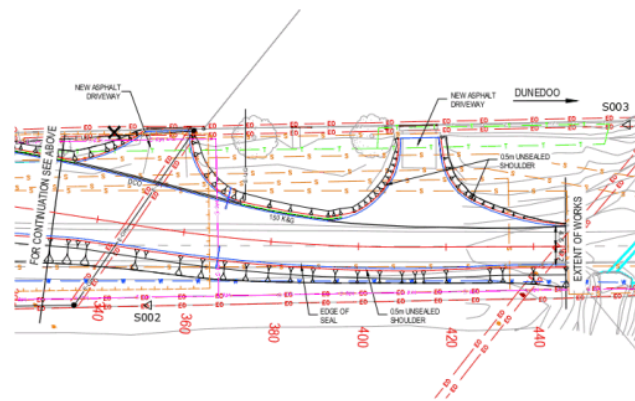 NEW ASPHALT
DRIVEWAY
NEW ASPHALT
DRIVEWAY
DUNEDOO
S003
0.5m UNSEALED
SHOULDER
FOR CONTINUATION SEE ABOVE
150 K&G
EXTENT OF WORKS
EDGE OF
SEAL
0.5m UNSEALED
SHOULDER
S002
340
360
380
400
420
440